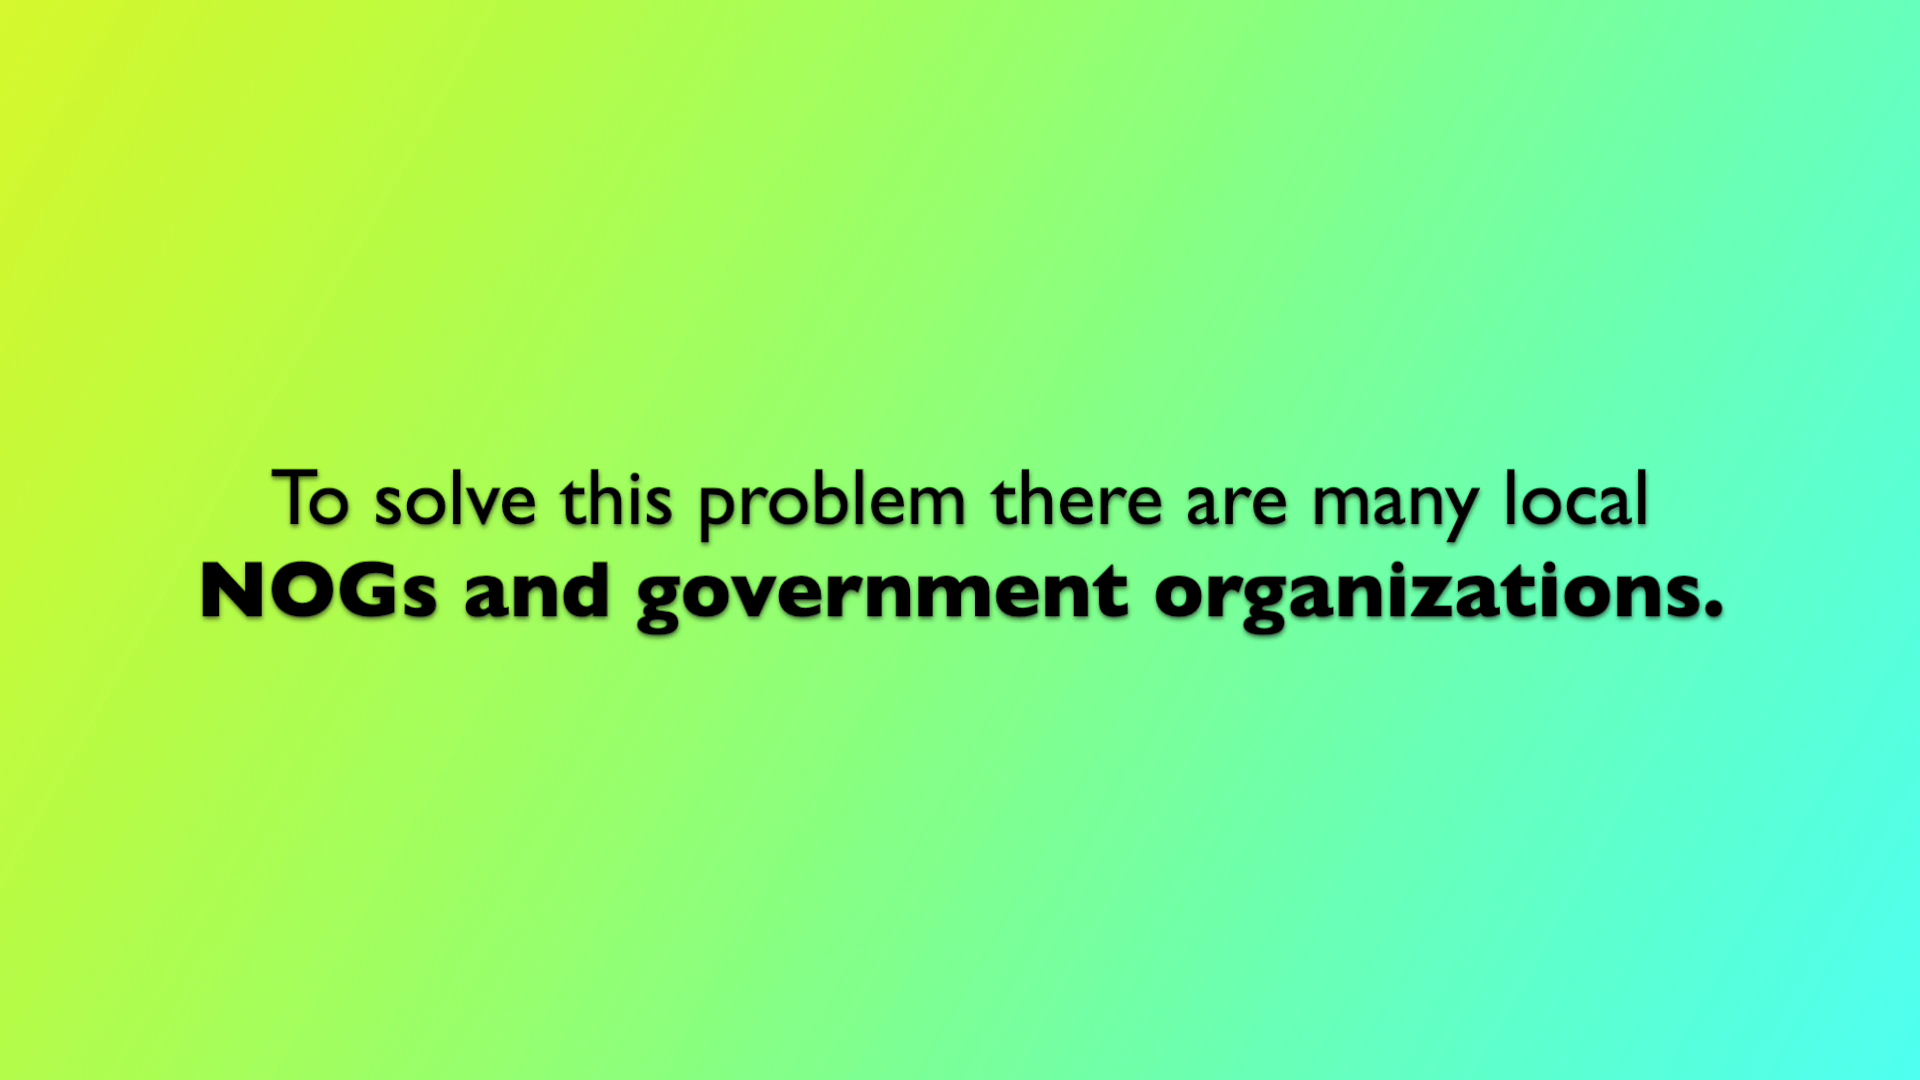 To solve this problem there are many local
NOGs and government organizations.